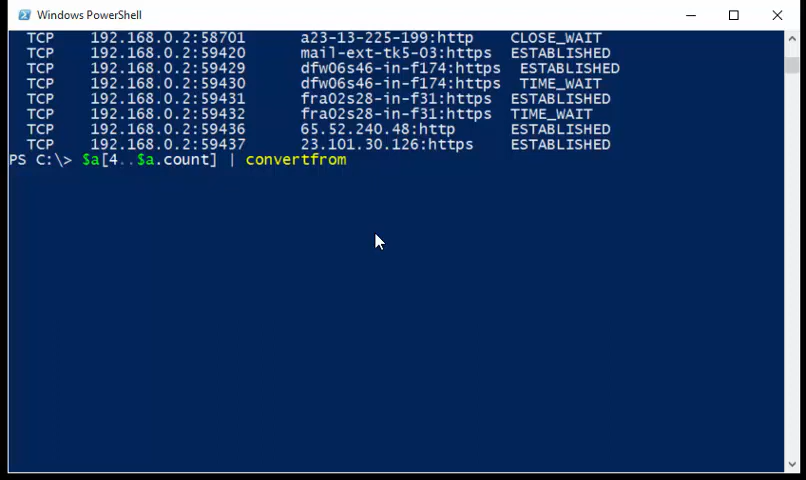 Windows PowerShell
TCP 192.168.0.2:58701 a23-13-225-199:http CLOSE_WAIT
TCP 192.168.0.2:59420 mail-ext-tk5-03:https ESTABLISHED
TCP 192.168.0.2:59429 dfw06s46-in-f174:https ESTABLISHED
TCP 192.168.0.2:59430 dfw06s46-in-f174:https TIME_WAIT
TCP 192.168.0.2:59431 fra02s28-in-f31:https ESTABLISHED
TCP 192.168.0.2:59432 fra02s28-in-f31:https TIME_WAIT
TCP 192.168.0.2:59436 65.52.240.48:http ESTABLISHED
TCP 192.168.0.2:59437 23.101.30.126:https ESTABLISHED
PS C:\> $a[4..$a.count] | convertfrom